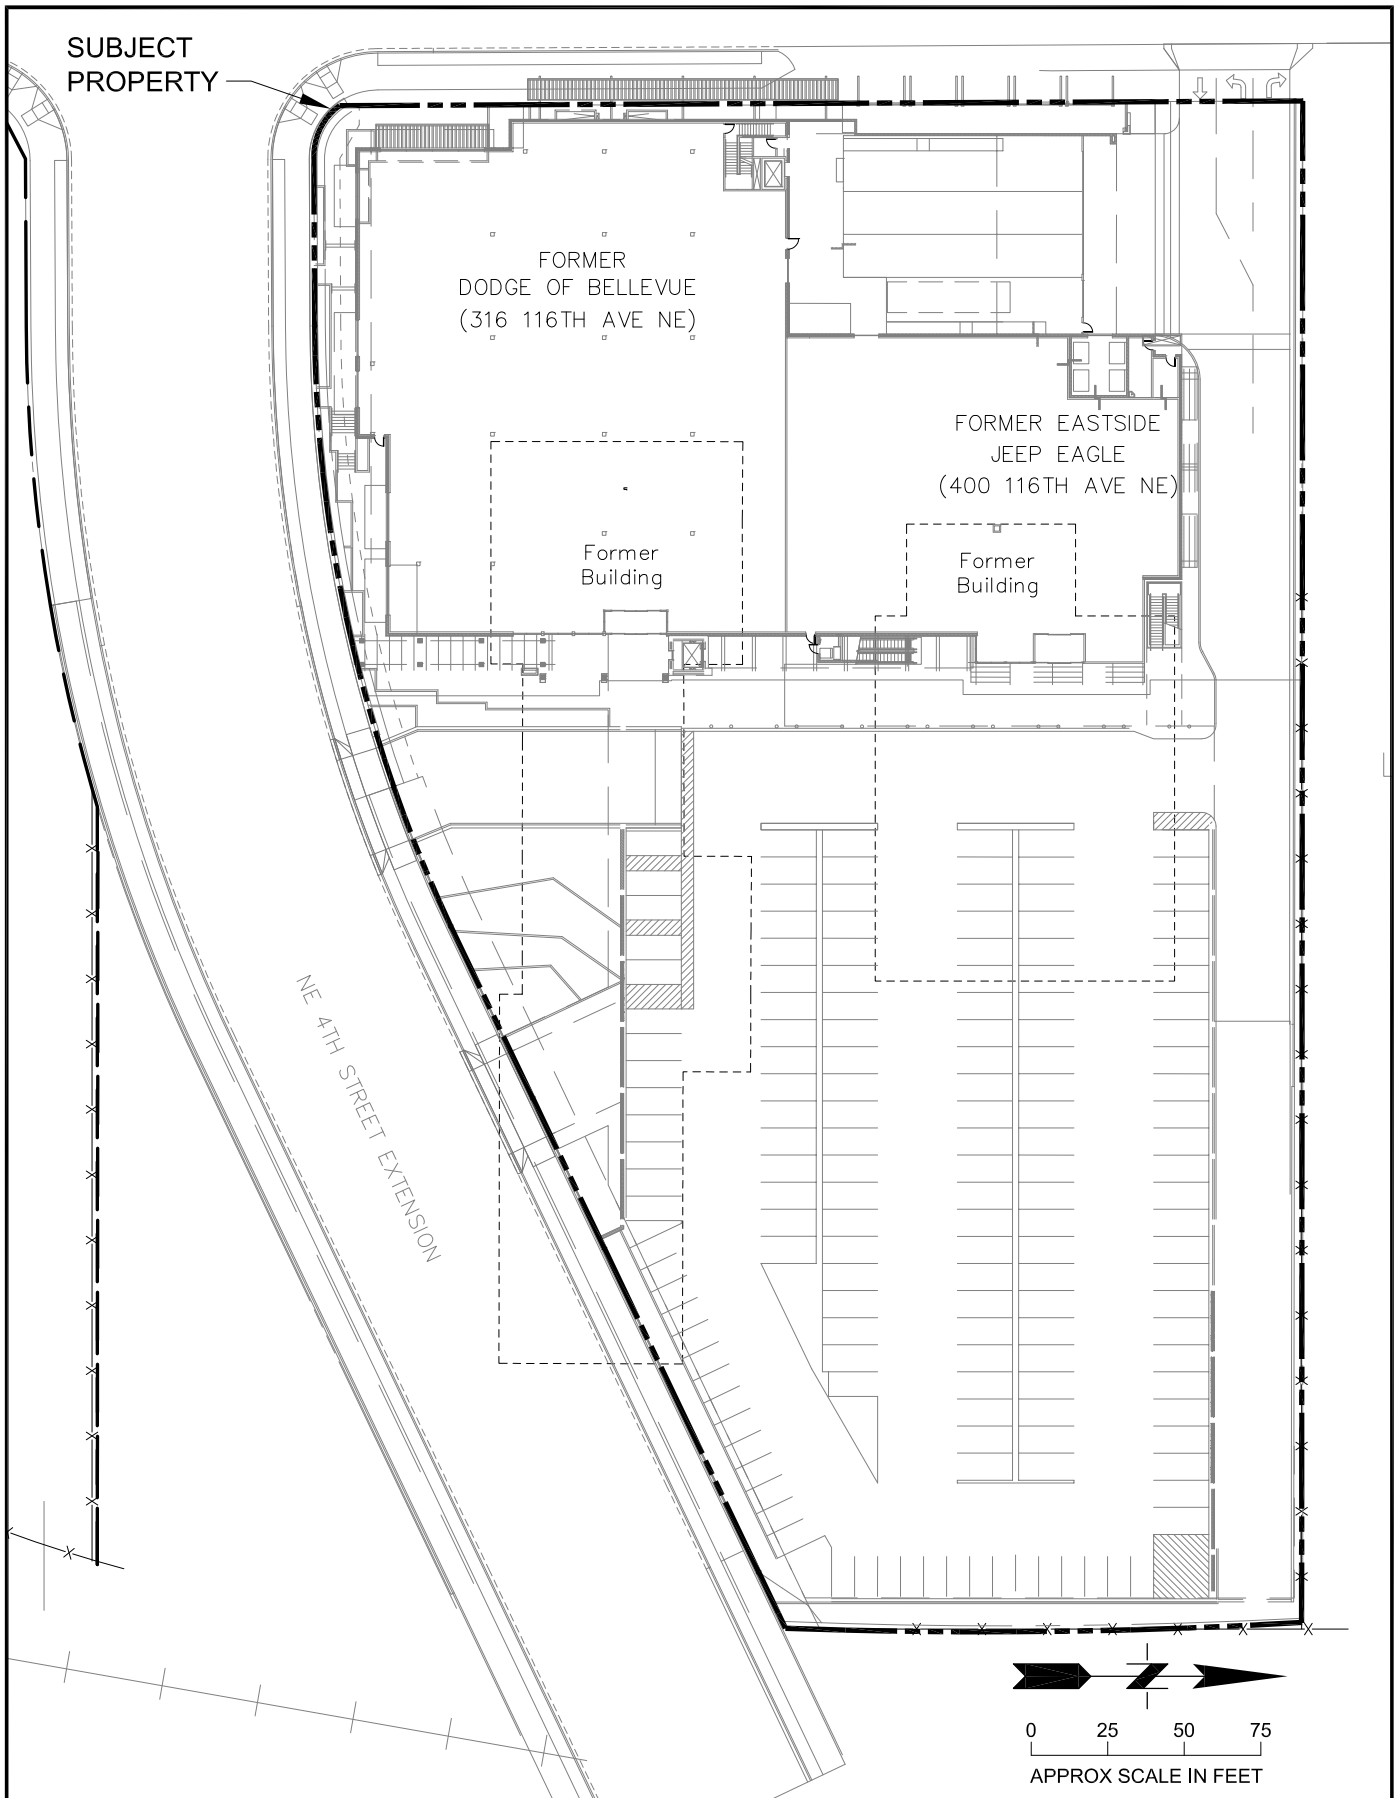 SUBJECT
PROPERTY
FORMER
DODGE OF BELLEVUE
(316 116TH AVE NE)
FORMER EASTSIDE
JEEP EAGLE
(400 116TH AVE NE)
Former
Building
Former
Building
NE 4TH STREET EXTENSION
N
0 25 50 75
APPROX SCALE IN FEET